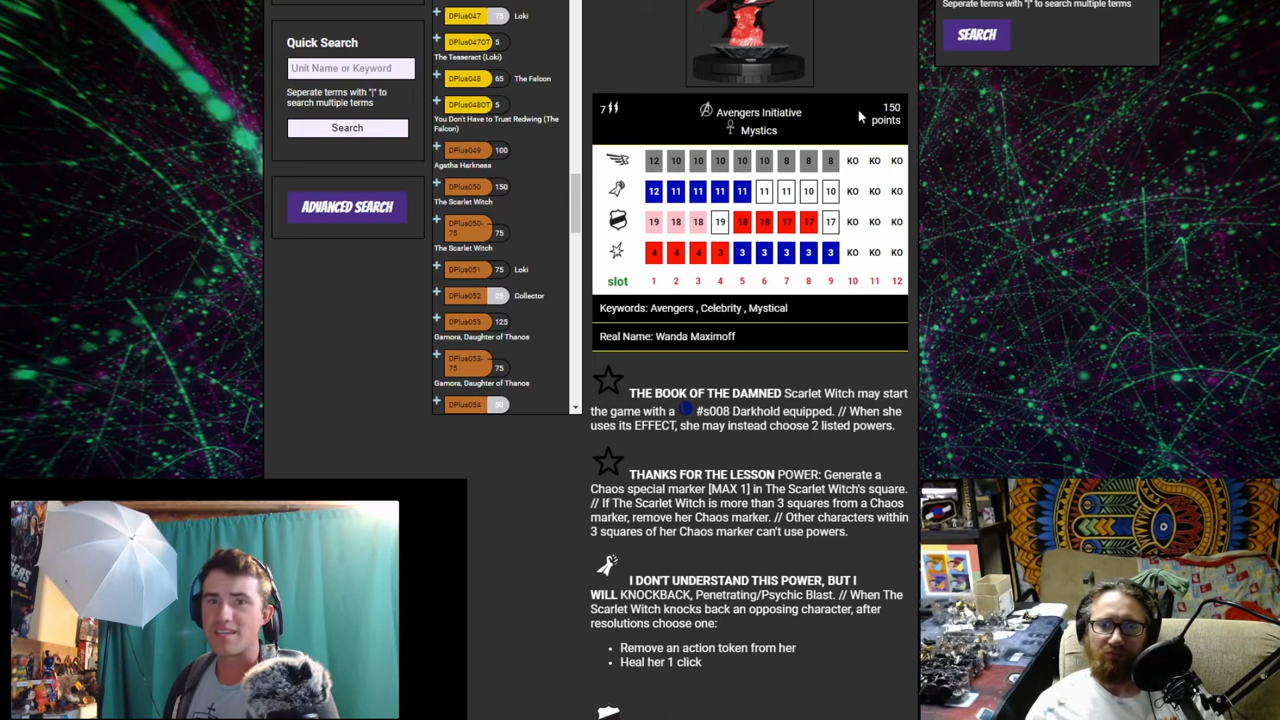 Quick Search
Unit Name or Keyword
Seperate terms with "|" to
search multiple terms
Search
ADVANCED SEARCH
DPlus047 75 Loki
DPlus047OT 5
The Tesseract (Loki)
DPlus048 65 The Falcon
DPlus048OT 5
You Don't Have to Trust Redwing (The
Falcon)
DPlus049 100
Agatha Harkness
DPlus050 150
The Scarlet Witch
DPlus050-
75 75
The Scarlet Witch
DPlus051 75 Loki
DPlus052 25 Collector
DPlus053 125
Gamora, Daughter of Thanos
DPlus053-
75 75
Gamora, Daughter of Thanos
DPlus054 50
7
Avengers Initiative
Mystics
150
points
12 10 10 10 10 10 8 8 8 KO KO KO
12 11 11 11 11 11 11 10 10 KO KO KO
19 18 18 19 18 18 17 17 17 KO KO KO
4 4 4 3 3 3 3 3 3 KO KO KO
slot 1 2 3 4 5 6 7 8 9 10 11 12
Keywords: Avengers , Celebrity , Mystical
Real Name: Wanda Maximoff
THE BOOK OF THE DAMNED Scarlet Witch may start
the game with a #s008 Darkhold equipped. // When she
uses its EFFECT, she may instead choose 2 listed powers.
THANKS FOR THE LESSON POWER: Generate a
Chaos special marker [MAX 1] in The Scarlet Witch's square.
// If The Scarlet Witch is more than 3 squares from a Chaos
marker, remove her Chaos marker. // Other characters within
3 squares of her Chaos marker can't use powers.
I DON'T UNDERSTAND THIS POWER, BUT I
WILL KNOCKBACK, Penetrating/Psychic Blast. // When The
Scarlet Witch knocks back an opposing character, after
resolutions choose one:
• Remove an action token from her
• Heal her 1 click
Seperate terms with "|" to search multiple terms
SEARCH